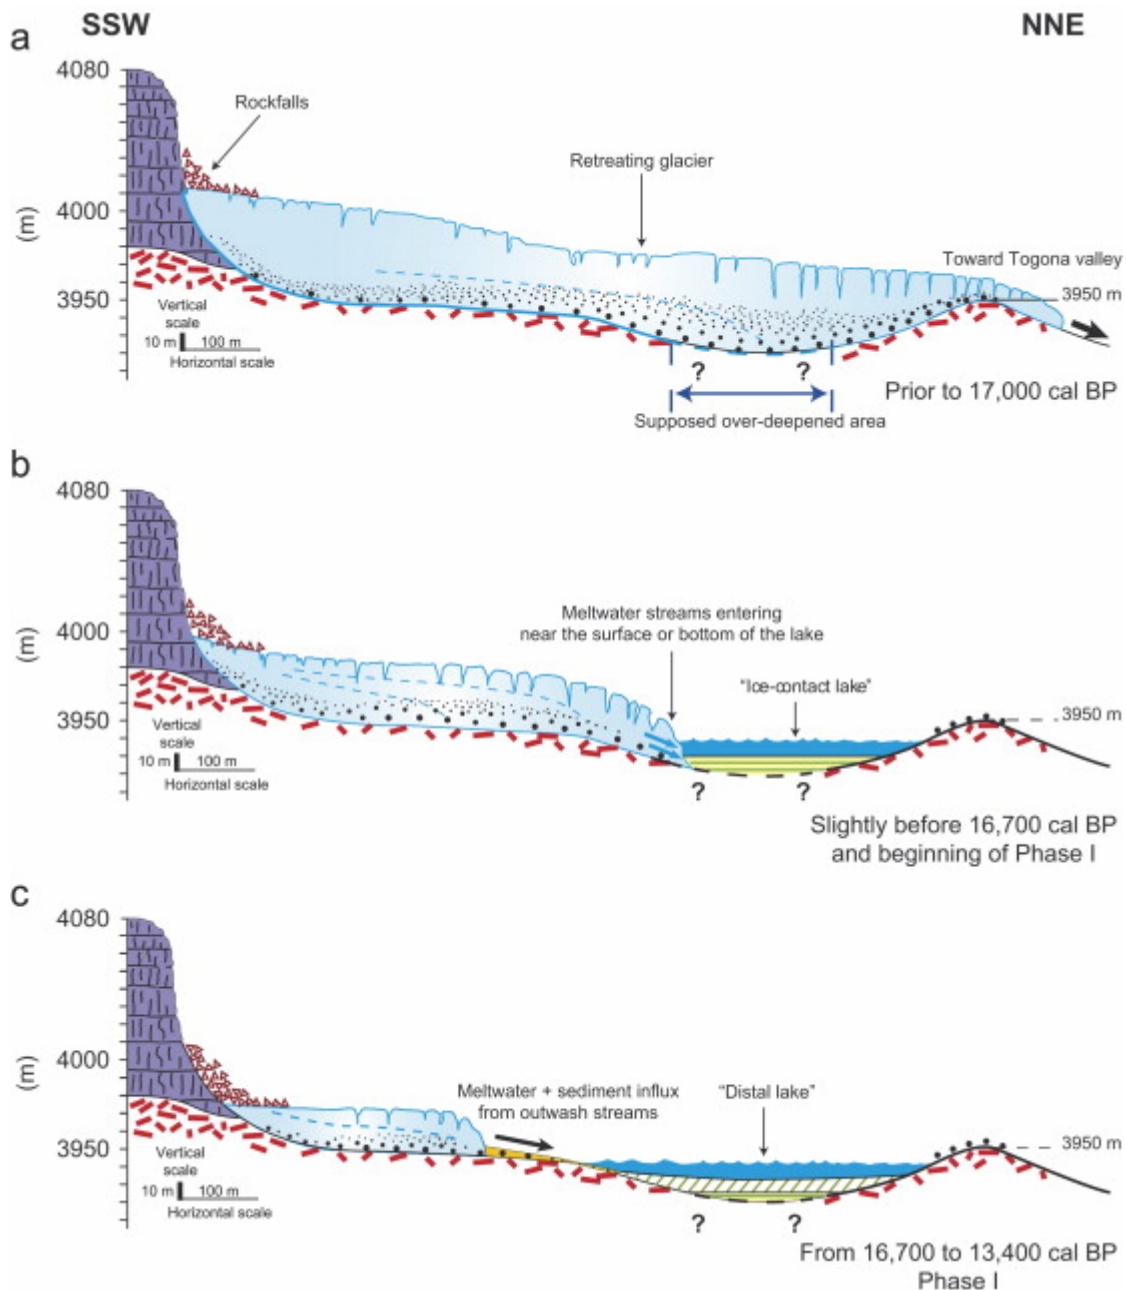 SSW
NNE
a
4080
Rockfalls
Retreating glacier
4000
(m)
Toward Togona valley
3950
3950 m
Vertical
scale
10 m
100 m
Horizontal scale
?
?
Prior to 17,000 cal BP
Supposed over-deepened area
b
4080
Meltwater streams entering
near the surface or bottom of the lake
4000
(m)
"Ice-contact lake"
3950
3950 m
Vertical
scale
10 m
100 m
Horizontal scale
?
?
Slightly before 16,700 cal BP
and beginning of Phase I
c
4080
4000
(m)
Meltwater + sediment influx
from outwash streams
"Distal lake"
3950
3950 m
Vertical
scale
10 m
100 m
Horizontal scale
?
?
From 16,700 to 13,400 cal BP
Phase I